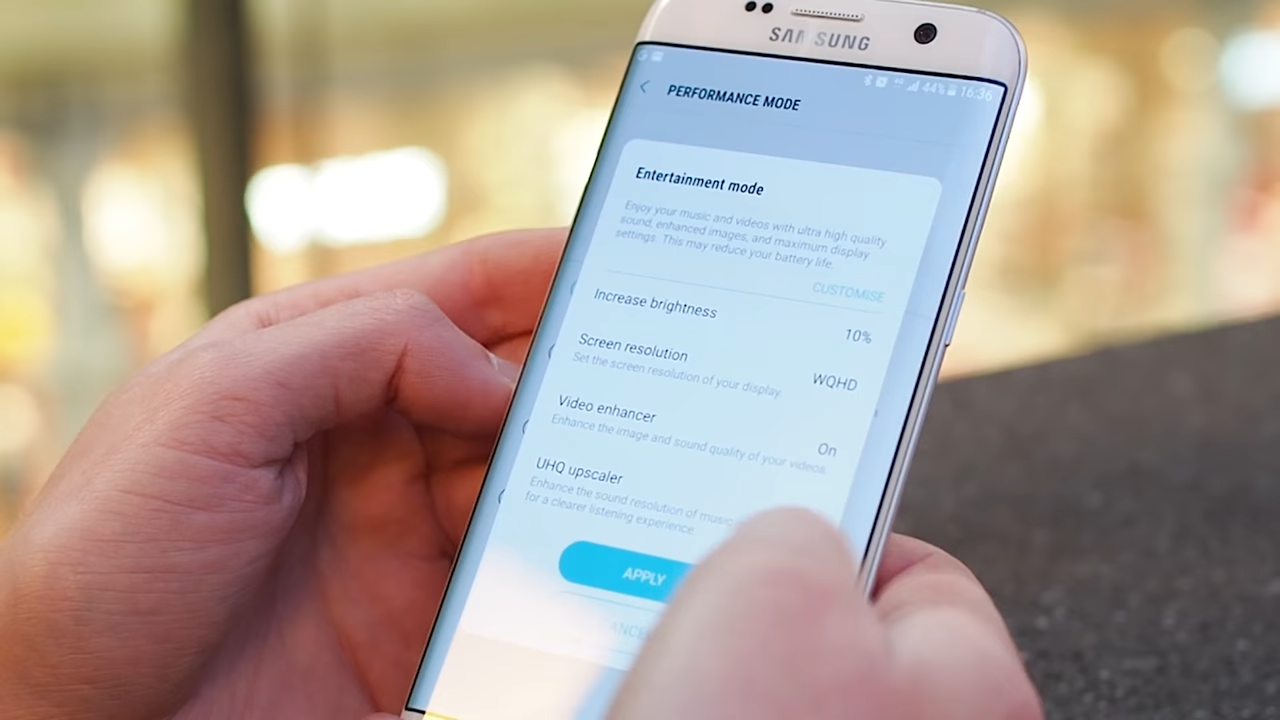 SAMSUNG
44% 16:36
PERFORMANCE MODE
Entertainment mode
Enjoy your music and videos with ultra high quality
sound, enhanced images, and maximum display
settings. This may reduce your battery life.
CUSTOMISE
Increase brightness
10%
Screen resolution
Set the screen resolution of your display.
WQHD
Video enhancer
Enhance the image and sound quality of your videos.
On
UHQ upscaler
Enhance the sound resolution of music
for a clearer listening experience.
APPLY